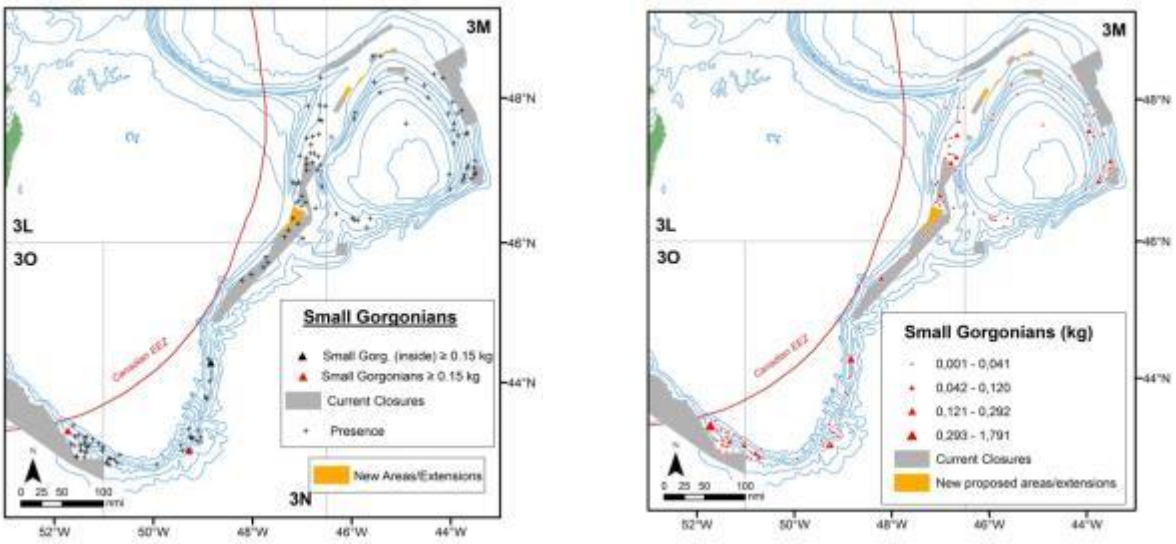 3M
48°N
3L
46°N
3O
Small Gorgonians
Small Gorg. (inside) ≥ 0.15 kg
Small Gorgonians ≥ 0.15 kg
Current Closures
Presence
New Areas/Extensions
Canadian EEZ
44°N
N
0 25 50 100
nmi
3N
52°W 50°W 48°W 46°W 44°W
3M
48°N
3L
46°N
3O
Small Gorgonians (kg)
0,001 - 0,041
0,042 - 0,120
0,121 - 0,292
0,293 - 1,791
Current Closures
New proposed areas/extensions
Canadian EEZ
44°N
N
0 25 50 100
nmi
52°W 50°W 48°W 46°W 44°W